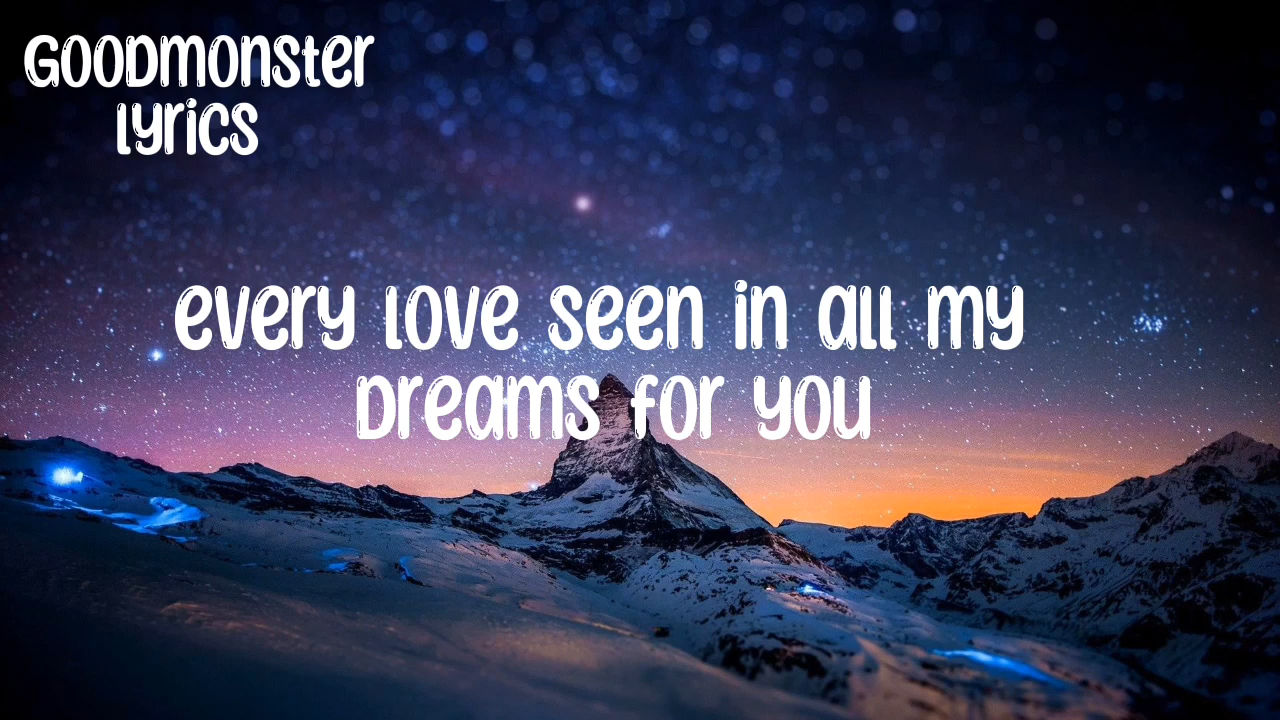 GOODMONSTER
LYRICS
EVERY LOVE SEEN IN ALL MY
DREAMS FOR YOU